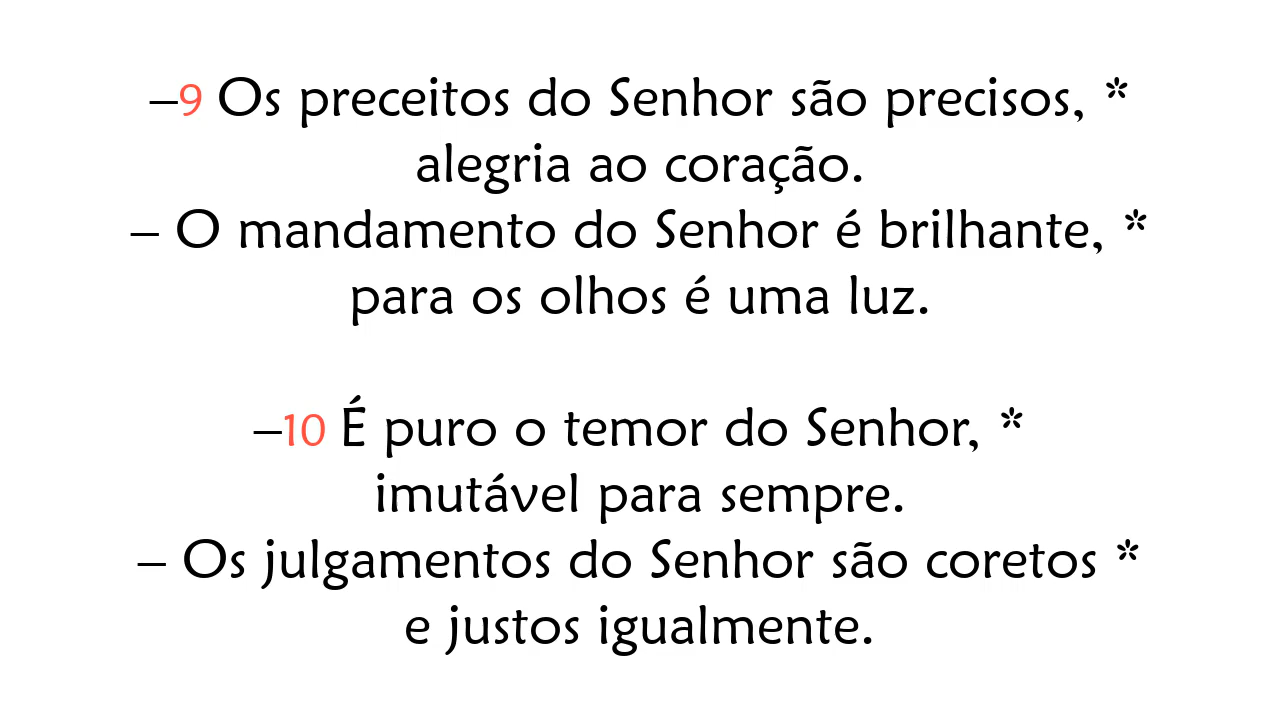 –9 Os preceitos do Senhor são precisos, *
alegria ao coração.
– O mandamento do Senhor é brilhante, *
para os olhos é uma luz.
–10 É puro o temor do Senhor, *
imutável para sempre.
– Os julgamentos do Senhor são coretos *
e justos igualmente.